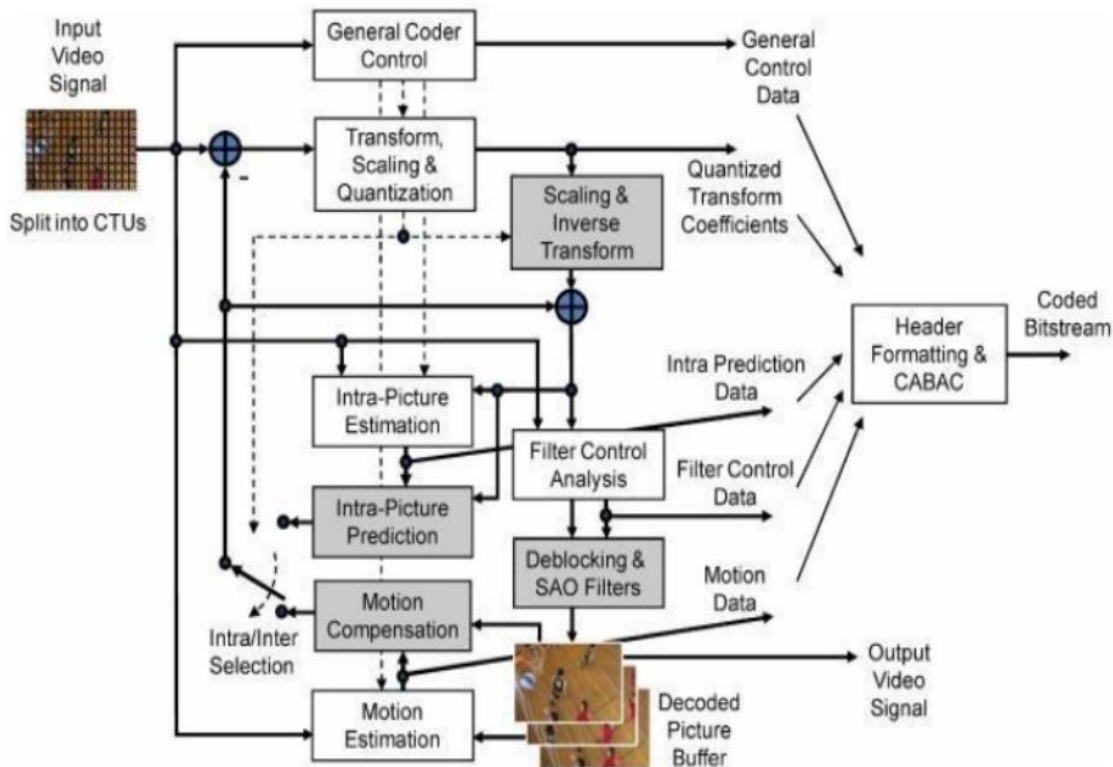 Input
Video
Signal
Split into CTUs
General Coder
Control
General
Control
Data
Transform,
Scaling &
Quantization
-
Quantized
Transform
Coefficients
Scaling &
Inverse
Transform
Header
Formatting &
CABAC
Coded
Bitstream
Intra-Picture
Estimation
Intra Prediction
Data
Filter Control
Analysis
Filter Control
Data
Intra-Picture
Prediction
Deblocking &
SAO Filters
Motion
Data
Motion
Compensation
Intra/Inter
Selection
Output
Video
Signal
Motion
Estimation
Decoded
Picture
Buffer